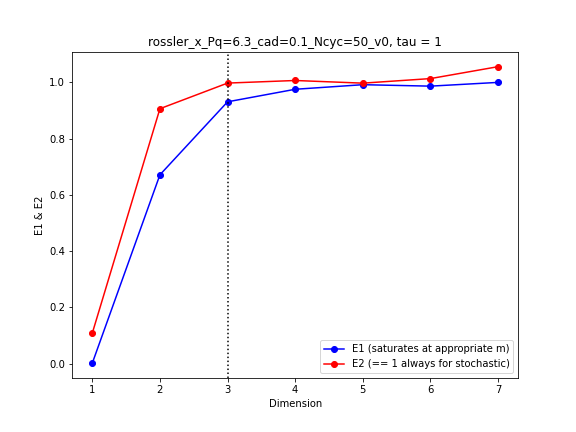 rossler_x_Pq=6.3_cad=0.1_Ncyc=50_v0, tau = 1
E1 & E2
1.0
0.8
0.6
0.4
0.2
0.0
E1 (saturates at appropriate m)
E2 (== 1 always for stochastic)
1 2 3 4 5 6 7
Dimension